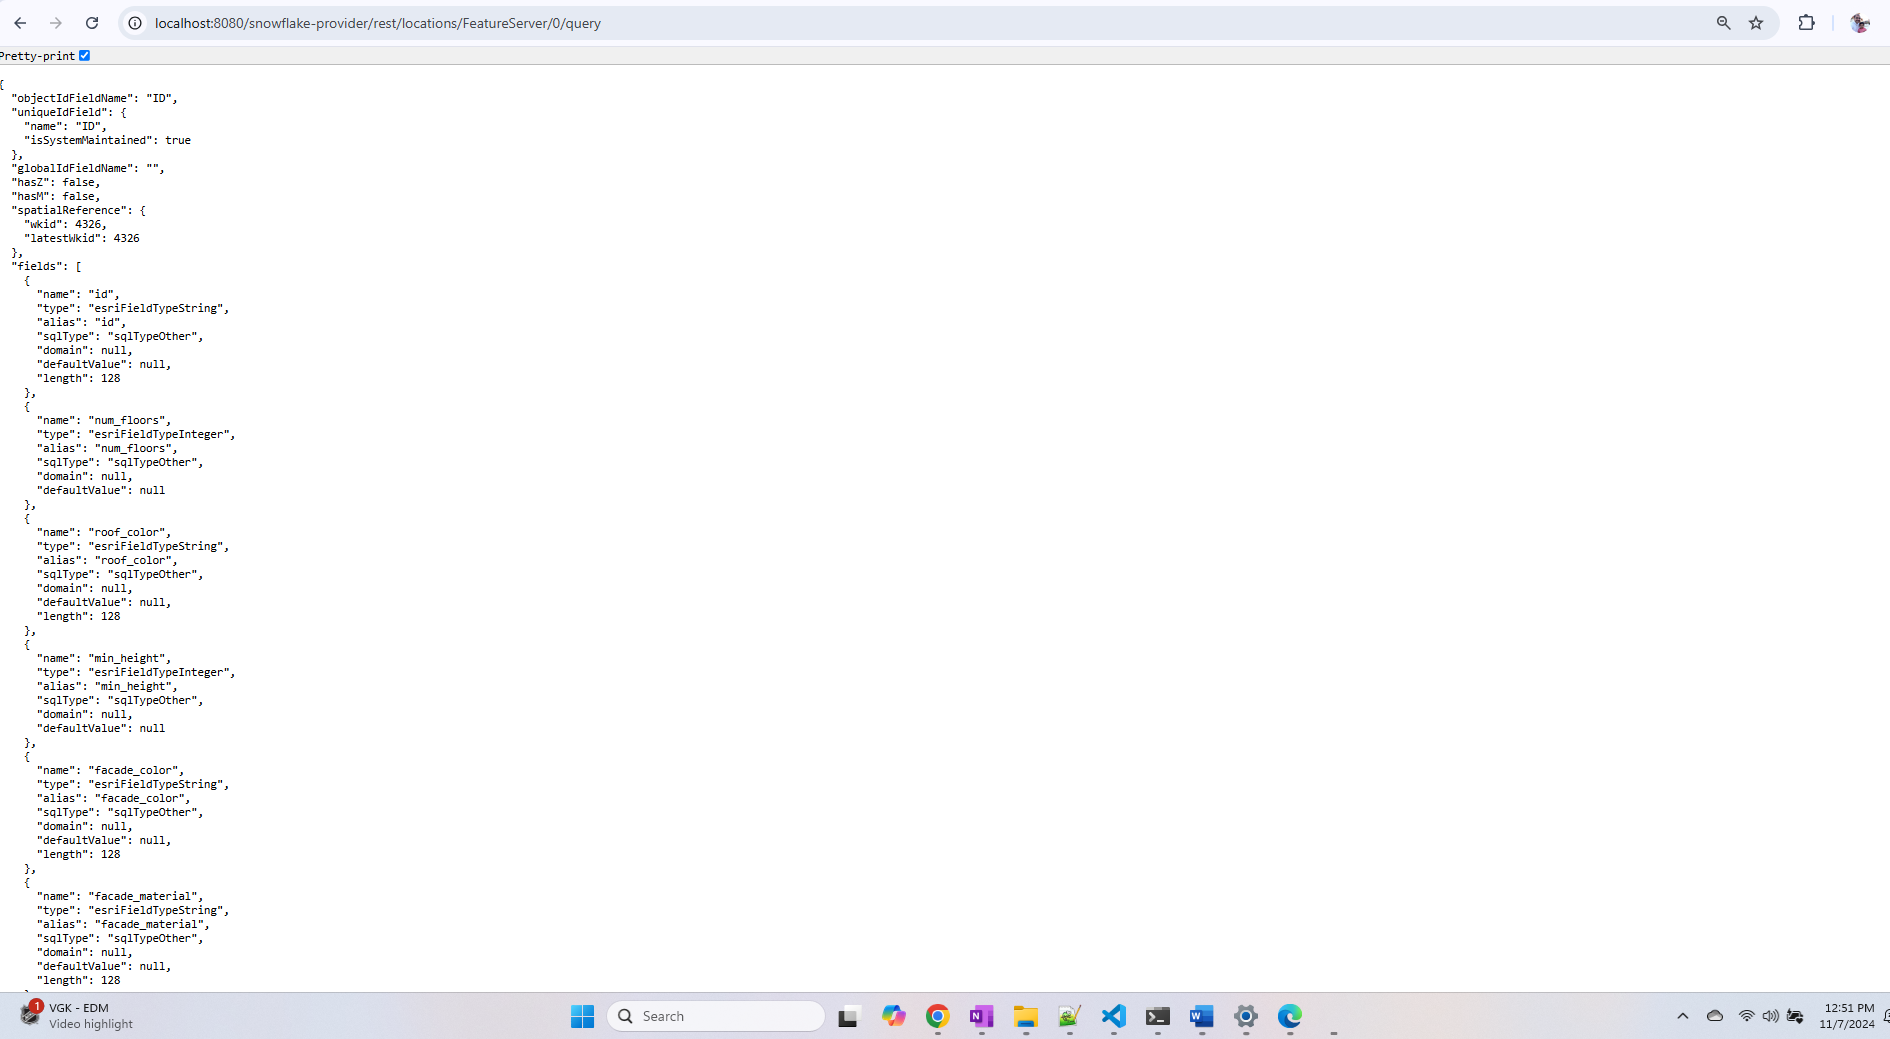 localhost:8080/snowflake-provider/rest/locations/FeatureServer/0/query
Pretty-print
{
"objectIdFieldName": "ID",
"uniqueIdField": {
"name": "ID",
"isSystemMaintained": true
},
"globalIdFieldName": "",
"hasZ": false,
"hasM": false,
"spatialReference": {
"wkid": 4326,
"latestWkid": 4326
},
"fields": [
{
"name": "id",
"type": "esriFieldTypeString",
"alias": "id",
"sqlType": "sqlTypeOther",
"domain": null,
"defaultValue": null,
"length": 128
},
{
"name": "num_floors",
"type": "esriFieldTypeInteger",
"alias": "num_floors",
"sqlType": "sqlTypeOther",
"domain": null,
"defaultValue": null
},
{
"name": "roof_color",
"type": "esriFieldTypeString",
"alias": "roof_color",
"sqlType": "sqlTypeOther",
"domain": null,
"defaultValue": null,
"length": 128
},
{
"name": "min_height",
"type": "esriFieldTypeInteger",
"alias": "min_height",
"sqlType": "sqlTypeOther",
"domain": null,
"defaultValue": null
},
{
"name": "facade_color",
"type": "esriFieldTypeString",
"alias": "facade_color",
"sqlType": "sqlTypeOther",
"domain": null,
"defaultValue": null,
"length": 128
},
{
"name": "facade_material",
"type": "esriFieldTypeString",
"alias": "facade_material",
"sqlType": "sqlTypeOther",
"domain": null,
"defaultValue": null,
"length": 128
1
VGK - EDM
Video highlight
Search
12:51 PM
11/7/2024